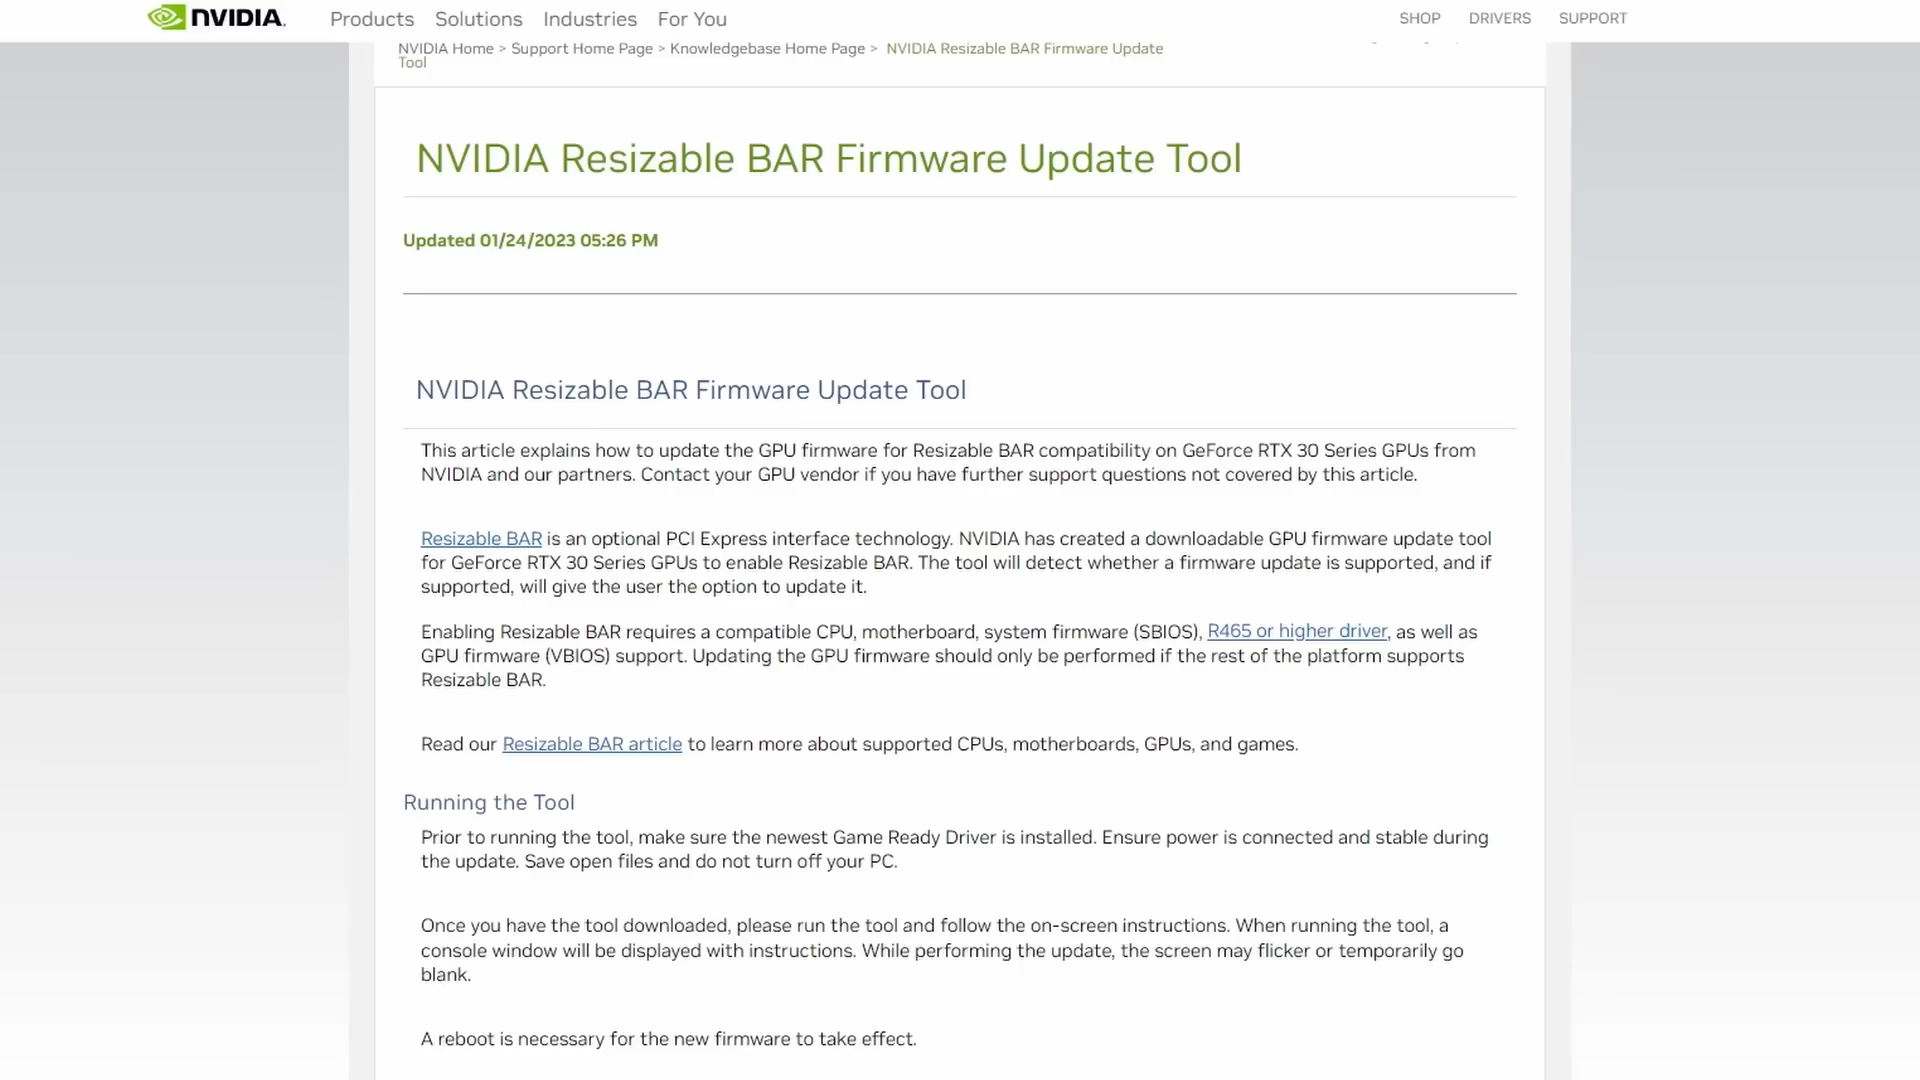 NVIDIA.
Products Solutions Industries For You
SHOP DRIVERS SUPPORT
NVIDIA Home > Support Home Page > Knowledgebase Home Page > NVIDIA Resizable BAR Firmware Update
Tool
NVIDIA Resizable BAR Firmware Update Tool
Updated 01/24/2023 05:26 PM
NVIDIA Resizable BAR Firmware Update Tool
This article explains how to update the GPU firmware for Resizable BAR compatibility on GeForce RTX 30 Series GPUs from
NVIDIA and our partners. Contact your GPU vendor if you have further support questions not covered by this article.
Resizable BAR is an optional PCI Express interface technology. NVIDIA has created a downloadable GPU firmware update tool
for GeForce RTX 30 Series GPUs to enable Resizable BAR. The tool will detect whether a firmware update is supported, and if
supported, will give the user the option to update it.
Enabling Resizable BAR requires a compatible CPU, motherboard, system firmware (SBIOS), R465 or higher driver, as well as
GPU firmware (VBIOS) support. Updating the GPU firmware should only be performed if the rest of the platform supports
Resizable BAR.
Read our Resizable BAR article to learn more about supported CPUs, motherboards, GPUs, and games.
Running the Tool
Prior to running the tool, make sure the newest Game Ready Driver is installed. Ensure power is connected and stable during
the update. Save open files and do not turn off your PC.
Once you have the tool downloaded, please run the tool and follow the on-screen instructions. When running the tool, a
console window will be displayed with instructions. While performing the update, the screen may flicker or temporarily go
blank.
A reboot is necessary for the new firmware to take effect.